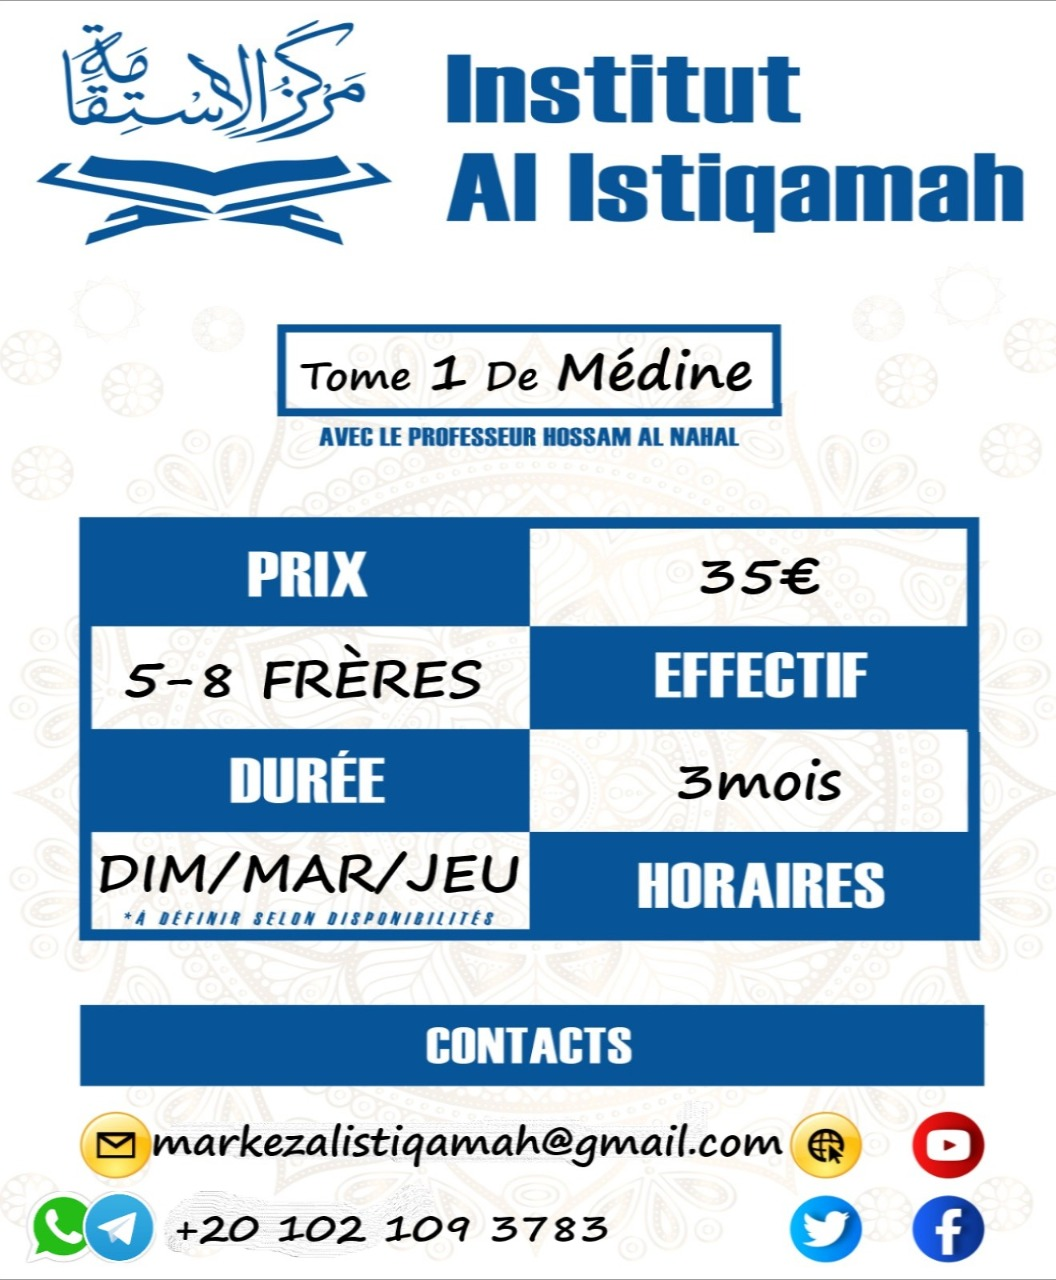 مركز الاستقامة
Institut
Al Istiqamah
Tome 1 De Médine
AVEC LE PROFESSEUR HOSSAM AL NAHAL
PRIX
35€
5-8 FRÈRES
EFFECTIF
DURÉE
3mois
DIM/MAR/JEU
*À DÉFINIR SELON DISPONIBILITÉS
HORAIRES
CONTACTS
markezalistiqamah@gmail.com
+20 102 109 3783